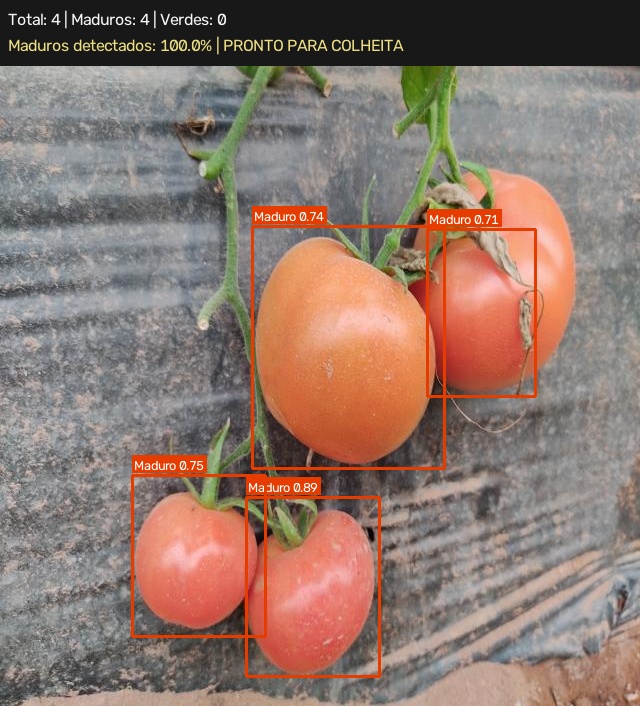 Total: 4 | Maduros: 4 | Verdes: 0
Maduros detectados: 100.0% | PRONTO PARA COLHEITA
Maduro 0.74
Maduro 0.71
Maduro 0.75
Maduro 0.89